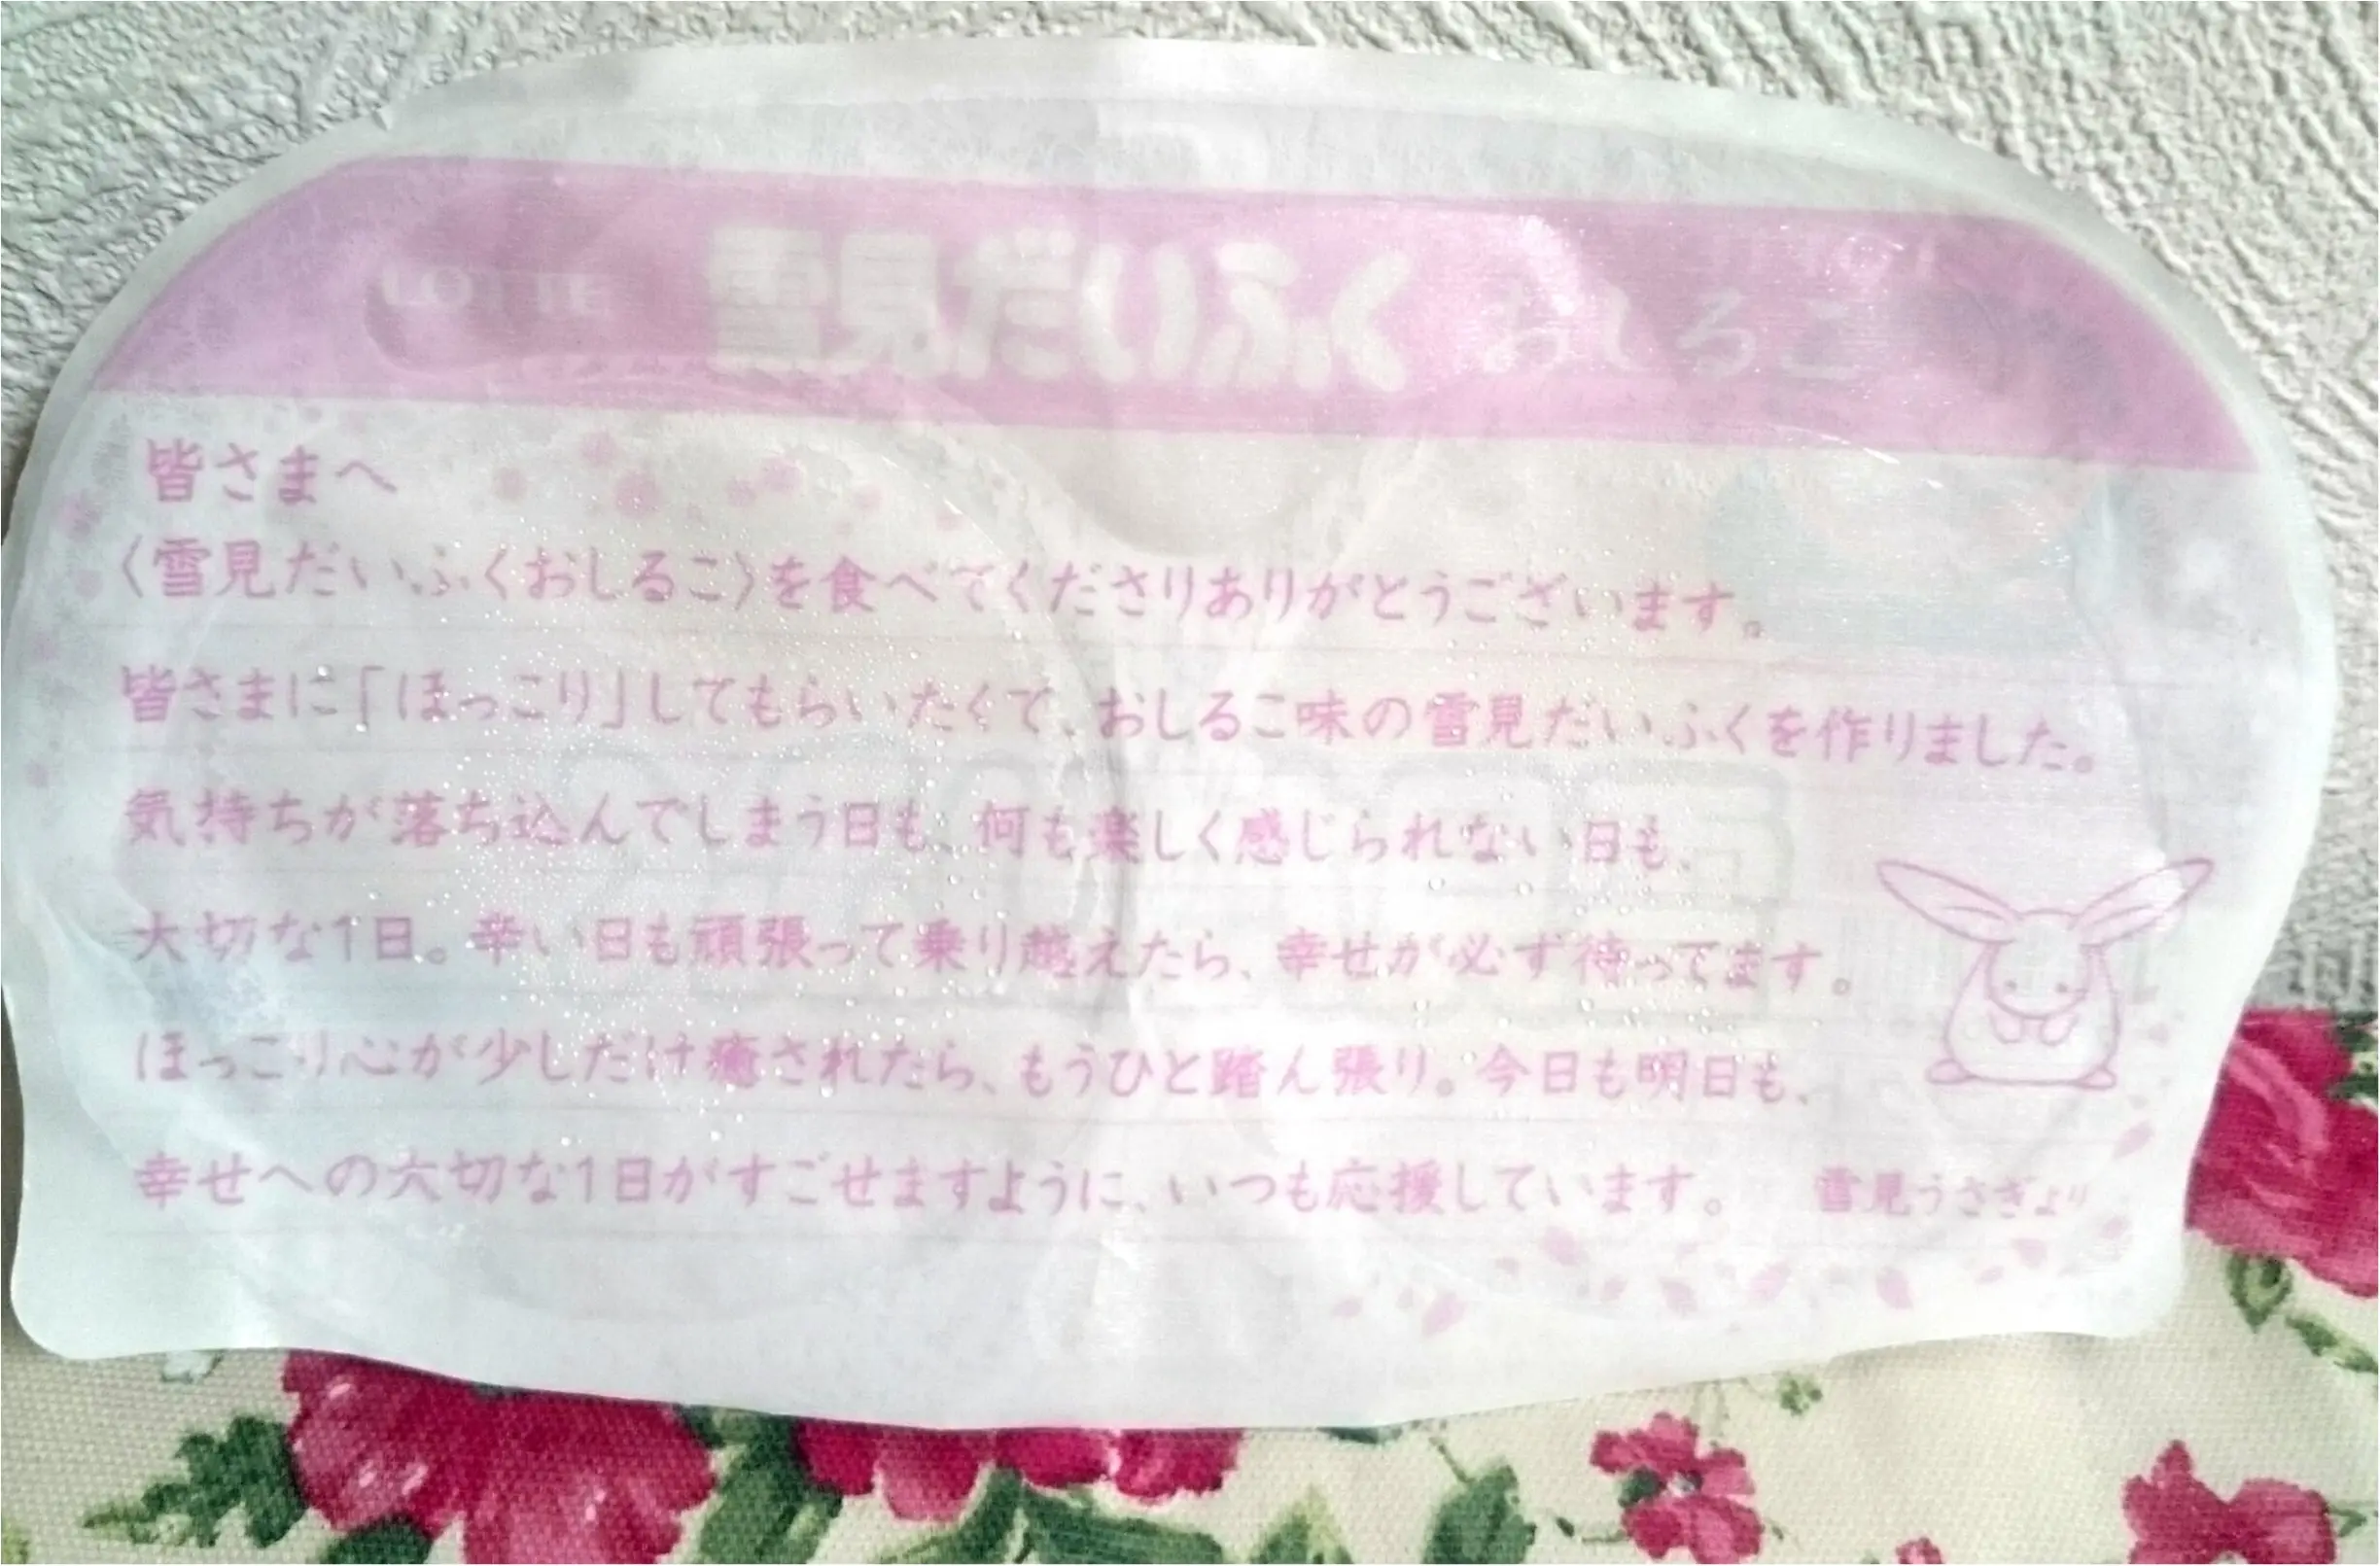 LOTTE 雪見だいふく おしるこ
皆さまへ
〈雪見だいふくおしるこ〉を食べてくださりありがとうございます。
皆さまに「ほっこり」してもらいたくて、おしるこ味の雪見だいふくを作りました。
気持ちが落ち込んでしまう日も、何も楽しく感じられない日も、
大切な1日。辛い日も頑張って乗り越えたら、幸せが必ず待ってます。
ほっこり心が少しだけ癒されたら、もうひと踏ん張り。今日も明日も、
幸せへの大切な1日がすごせますように、いつも応援しています。 雪見うさぎより